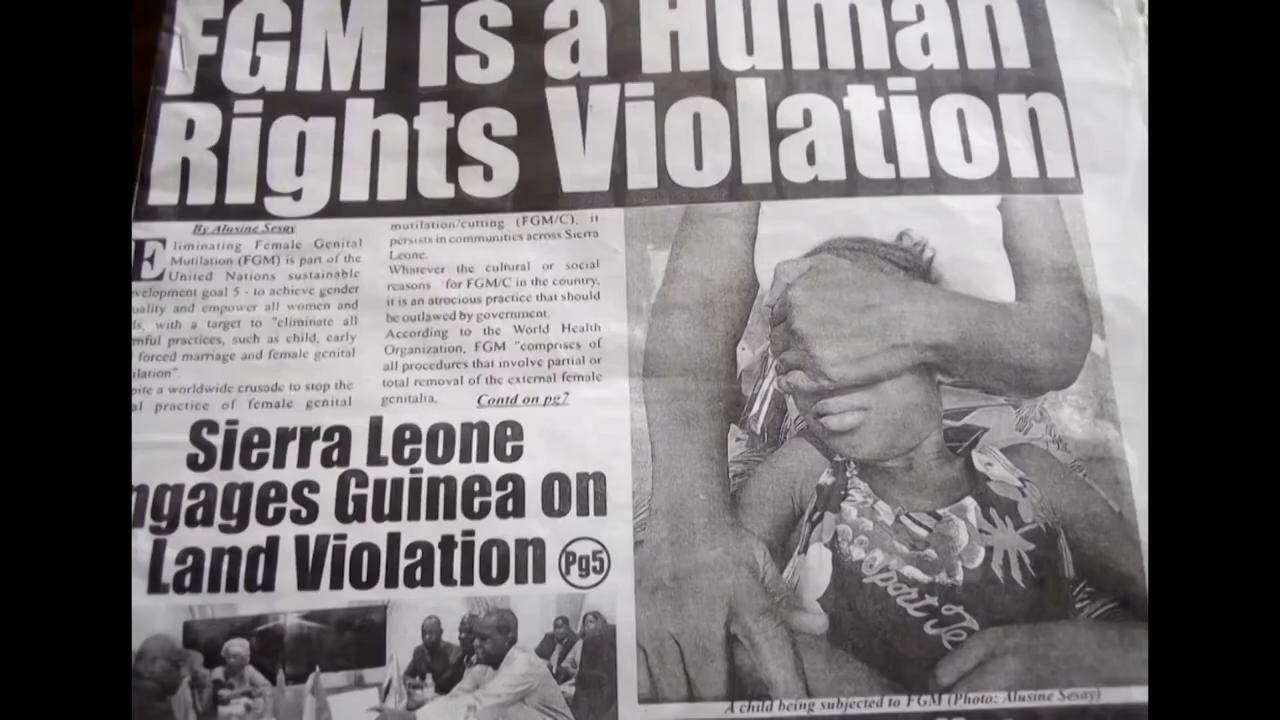 FGM is a Human
Rights Violation
By Alusine Sesay
Eliminating Female Genital
Mutilation (FGM) is part of the
United Nations sustainable
velopment goal 5 - to achieve gender
uality and empower all women and
ls, with a target to "eliminate all
mful practices, such as child, early
forced marriage and female genital
ilation".
pite a worldwide crusade to stop the
al practice of female genital
mutilation/cutting (FGM/C), it
persists in communities across Sierra
Leone.
Whatever the cultural or social
reasons for FGM/C in the country,
it is an atrocious practice that should
be outlawed by government.
According to the World Health
Organization, FGM "comprises of
all procedures that involve partial or
total removal of the external female
genitalia, Contd on pg7
Sierra Leone
ngages Guinea on
Land Violation Pg5
Sport Te
A child being subjected to FGM (Photo: Alusine Sesay)